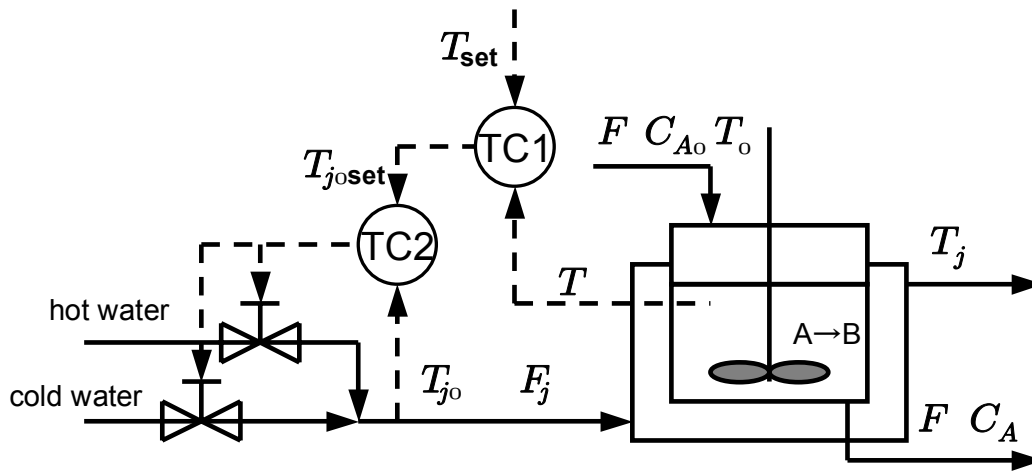 T_set
TC1
F C_Ao T_o
T_joset
TC2
T_j
T
hot water
A→B
cold water
T_jo
F_j
F C_A